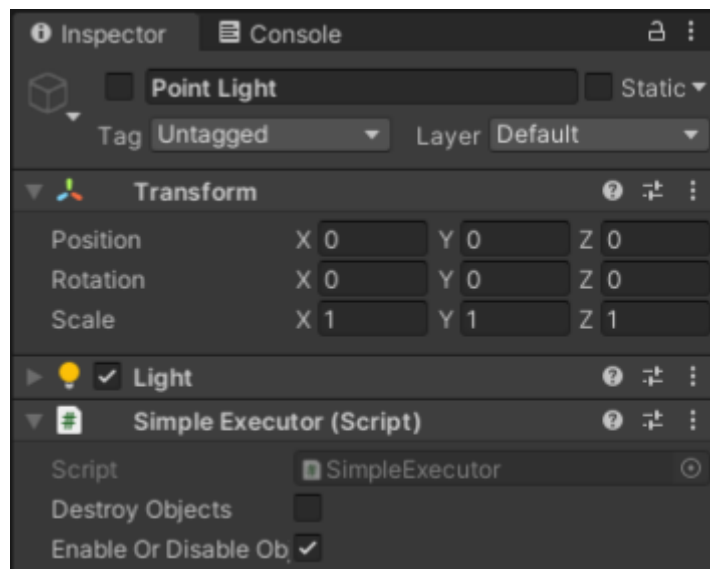 Inspector Console
Point Light Static
Tag Untagged Layer Default
Transform
Position X 0 Y 0 Z 0
Rotation X 0 Y 0 Z 0
Scale X 1 Y 1 Z 1
Light
Simple Executor (Script)
Script SimpleExecutor
Destroy Objects
Enable Or Disable Obj